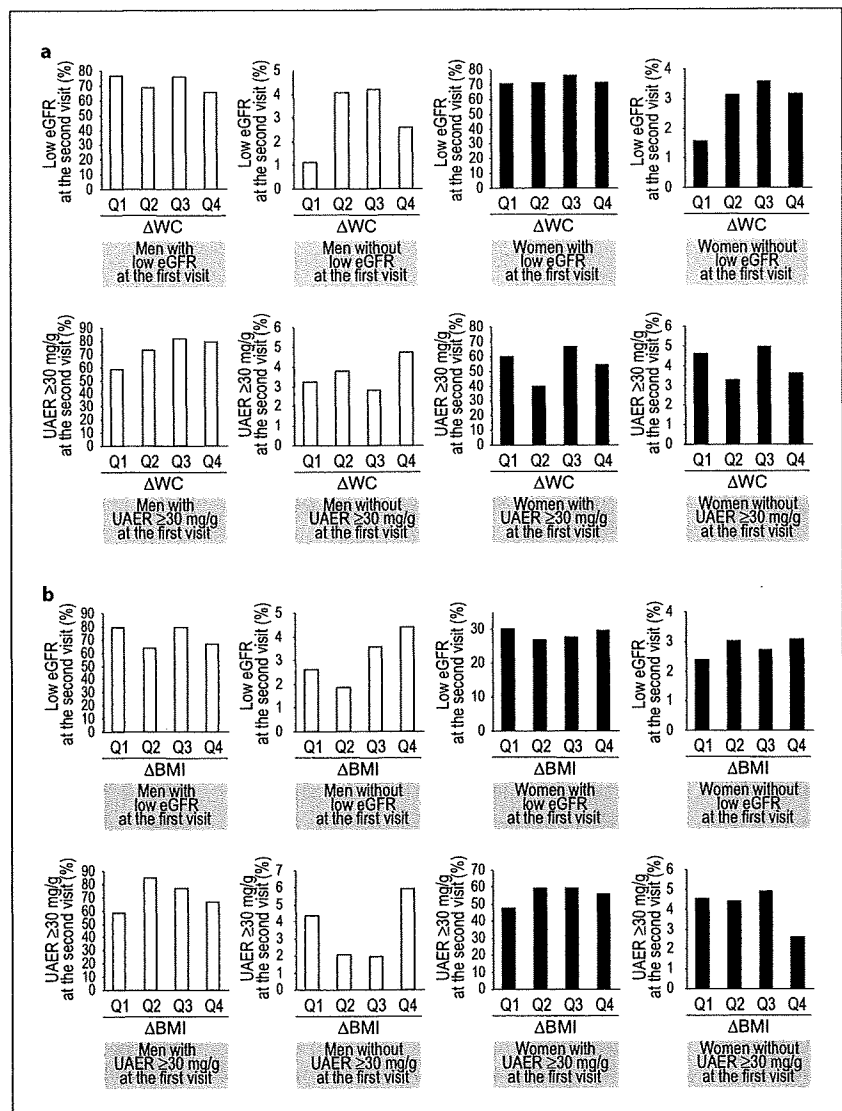 a
Low eGFR
at the second visit (%)
80
70
60
50
40
30
20
10
0
Q1 Q2 Q3 Q4
ΔWC
Men with
low eGFR
at the first visit
Low eGFR
at the second visit (%)
5
4
3
2
1
0
Q1 Q2 Q3 Q4
ΔWC
Men without
low eGFR
at the first visit
Low eGFR
at the second visit (%)
80
70
60
50
40
30
20
10
0
Q1 Q2 Q3 Q4
ΔWC
Women with
low eGFR
at the first visit
Low eGFR
at the second visit (%)
4
3
2
1
0
Q1 Q2 Q3 Q4
ΔWC
Women without
low eGFR
at the first visit
UAER ≥30 mg/g
at the second visit (%)
90
80
70
60
50
40
30
20
10
0
Q1 Q2 Q3 Q4
ΔWC
Men with
UAER ≥30 mg/g
at the first visit
UAER ≥30 mg/g
at the second visit (%)
6
5
4
3
2
1
0
Q1 Q2 Q3 Q4
ΔWC
Men without
UAER ≥30 mg/g
at the first visit
UAER ≥30 mg/g
at the second visit (%)
80
70
60
50
40
30
20
10
0
Q1 Q2 Q3 Q4
ΔWC
Women with
UAER ≥30 mg/g
at the first visit
UAER ≥30 mg/g
at the second visit (%)
6
5
4
3
2
1
0
Q1 Q2 Q3 Q4
ΔWC
Women without
UAER ≥30 mg/g
at the first visit
b
Low eGFR
at the second visit (%)
90
80
70
60
50
40
30
20
10
0
Q1 Q2 Q3 Q4
ΔBMI
Men with
low eGFR
at the first visit
Low eGFR
at the second visit (%)
5
4
3
2
1
0
Q1 Q2 Q3 Q4
ΔBMI
Men without
low eGFR
at the first visit
Low eGFR
at the second visit (%)
30
20
10
0
Q1 Q2 Q3 Q4
ΔBMI
Women with
low eGFR
at the first visit
Low eGFR
at the second visit (%)
4
3
2
1
0
Q1 Q2 Q3 Q4
ΔBMI
Women without
low eGFR
at the first visit
UAER ≥30 mg/g
at the second visit (%)
90
80
70
60
50
40
30
20
10
0
Q1 Q2 Q3 Q4
ΔBMI
Men with
UAER ≥30 mg/g
at the first visit
UAER ≥30 mg/g
at the second visit (%)
7
6
5
4
3
2
1
0
Q1 Q2 Q3 Q4
ΔBMI
Men without
UAER ≥30 mg/g
at the first visit
UAER ≥30 mg/g
at the second visit (%)
70
60
50
40
30
20
10
0
Q1 Q2 Q3 Q4
ΔBMI
Women with
UAER ≥30 mg/g
at the first visit
UAER ≥30 mg/g
at the second visit (%)
6
5
4
3
2
1
0
Q1 Q2 Q3 Q4
ΔBMI
Women without
UAER ≥30 mg/g
at the first visit